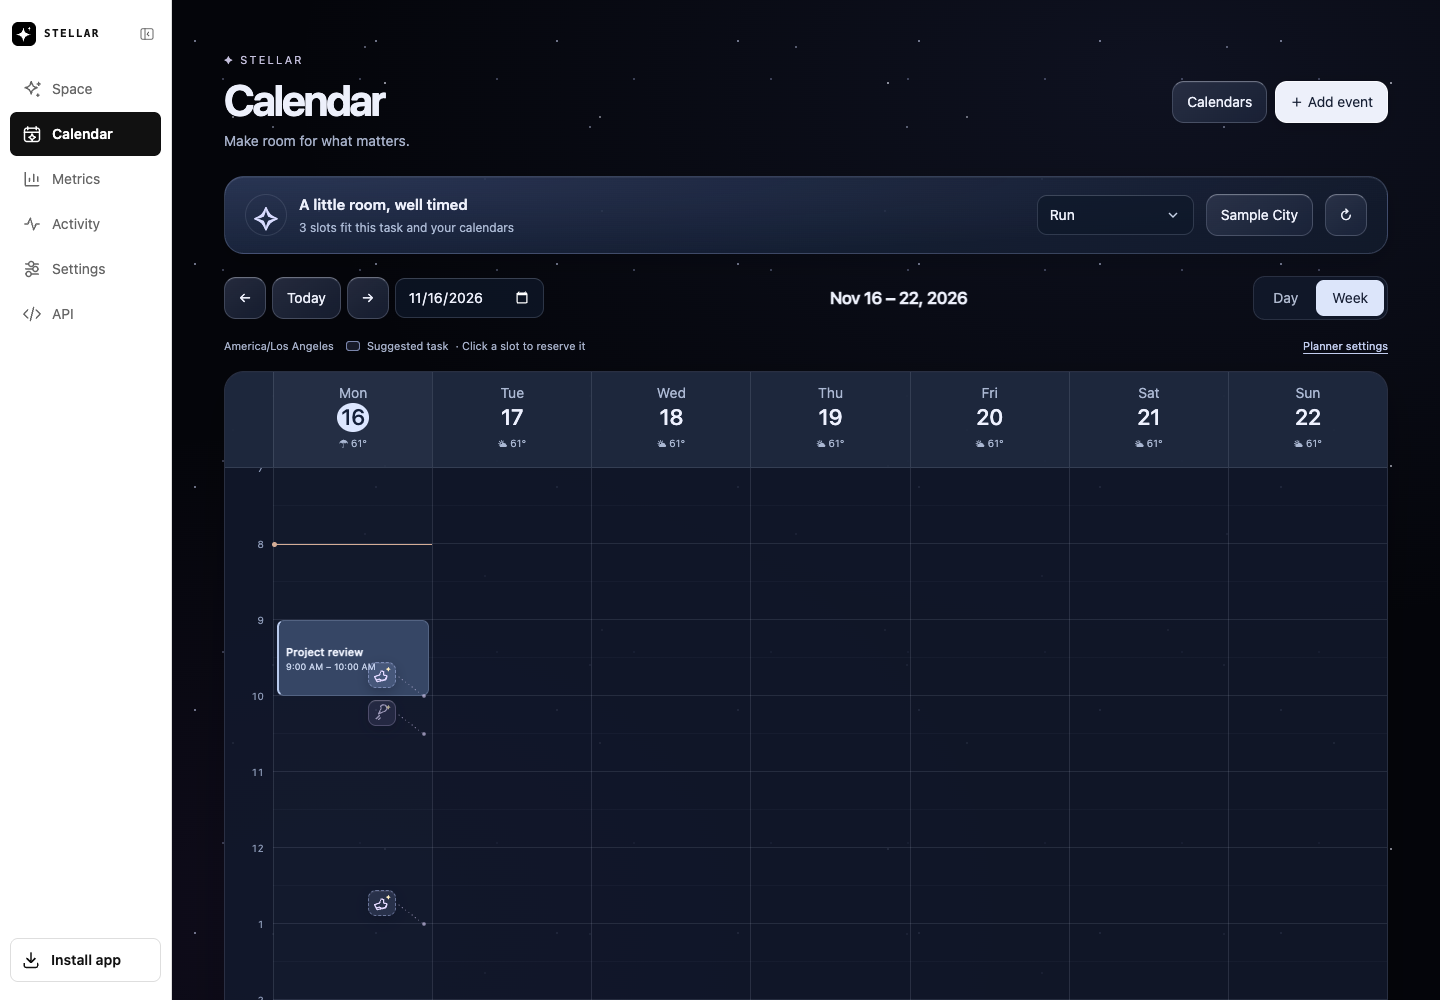 STELLAR
Space
Calendar
Metrics
Activity
Settings
API
Install app
STELLAR
Calendar
Make room for what matters.
Calendars
+ Add event
A little room, well timed
3 slots fit this task and your calendars
Run
Sample City
← Today → 11/16/2026
Nov 16 – 22, 2026
Day Week
America/Los Angeles Suggested task · Click a slot to reserve it
Planner settings
Mon Tue Wed Thu Fri Sat Sun
16 17 18 19 20 21 22
61° 61° 61° 61° 61° 61° 61°
8
9
Project review
9:00 AM – 10:00 AM
10
11
12
1